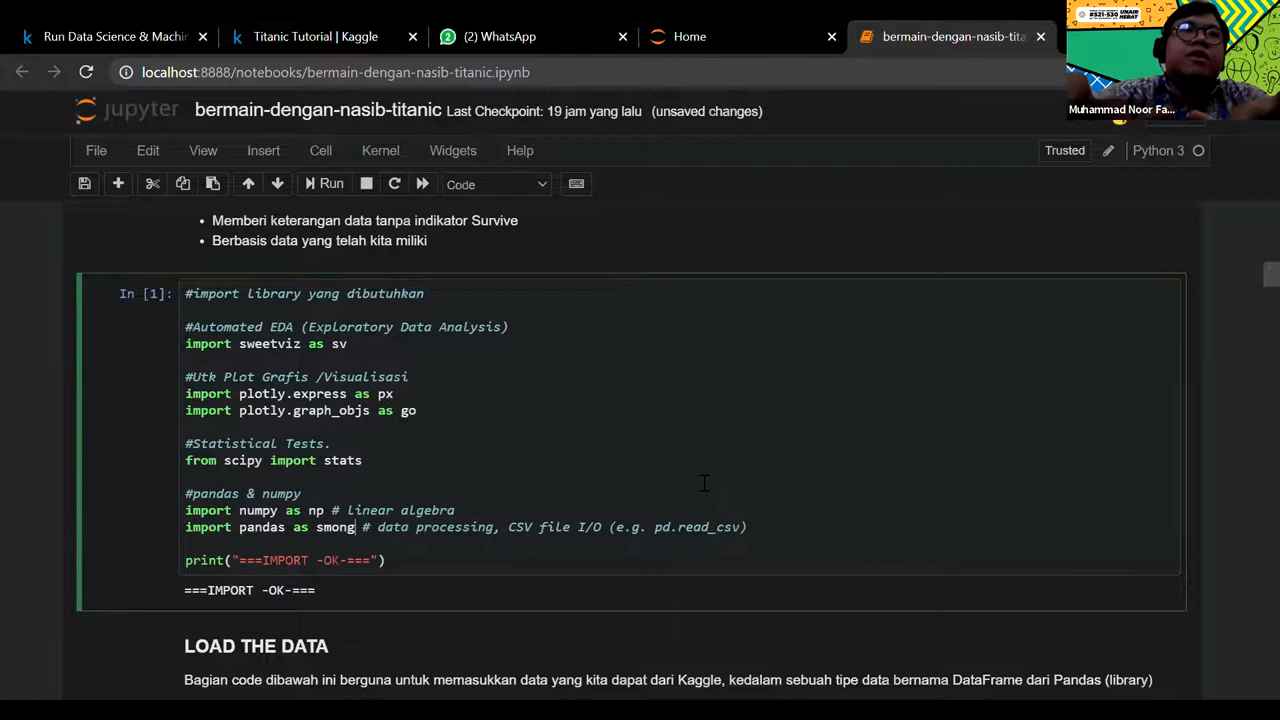 Run Data Science & Machin
Titanic Tutorial | Kaggle
(2) WhatsApp
Home
bermain-dengan-nasib-tita
#521-530
UNAIR
HEBAT
localhost:8888/notebooks/bermain-dengan-nasib-titanic.ipynb
Muhammad Noor Fa...
jupyter
bermain-dengan-nasib-titanic Last Checkpoint: 19 jam yang lalu (unsaved changes)
File Edit View Insert Cell Kernel Widgets Help
Trusted
Python 3
Run
Code
Memberi keterangan data tanpa indikator Survive
Berbasis data yang telah kita miliki
In [1]:
#import library yang dibutuhkan
#Automated EDA (Exploratory Data Analysis)
import sweetviz as sv
#Utk Plot Grafis /Visualisasi
import plotly.express as px
import plotly.graph_objs as go
#Statistical Tests.
from scipy import stats
#pandas & numpy
import numpy as np # linear algebra
import pandas as smong # data processing, CSV file I/O (e.g. pd.read_csv)
print("===IMPORT -OK-===")
===IMPORT -OK-===
LOAD THE DATA
Bagian code dibawah ini berguna untuk memasukkan data yang kita dapat dari Kaggle, kedalam sebuah tipe data bernama DataFrame dari Pandas (library)